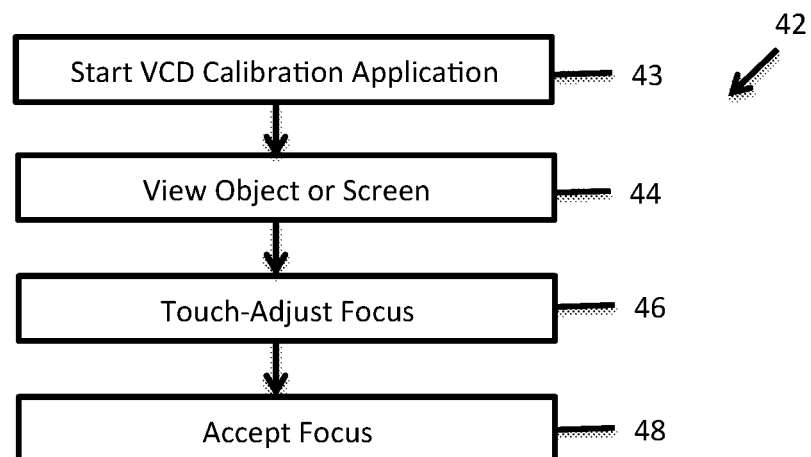 42
Start VCD Calibration Application 43
View Object or Screen 44
Touch-Adjust Focus 46
Accept Focus 48